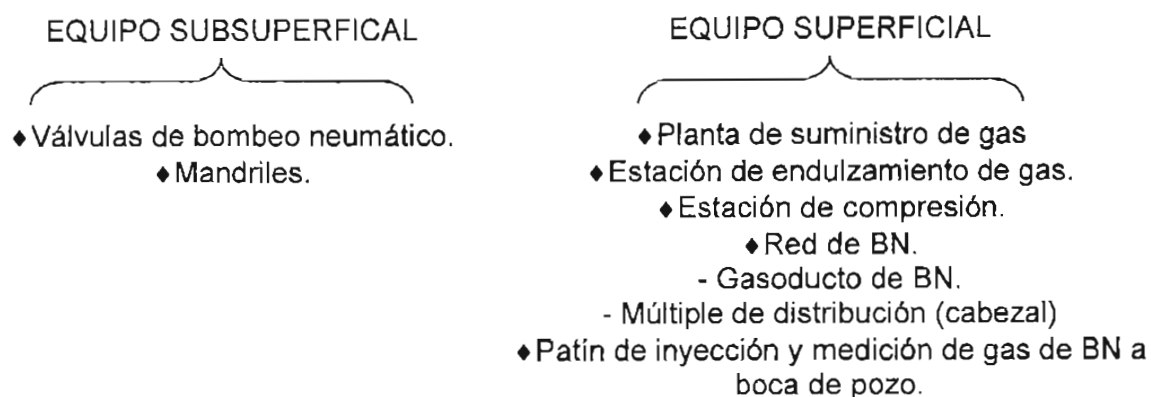 EQUIPO SUBSUPERFICAL
♦Válvulas de bombeo neumático.
♦Mandriles.
EQUIPO SUPERFICIAL
♦Planta de suministro de gas
♦Estación de endulzamiento de gas.
♦Estación de compresión.
♦Red de BN.
- Gasoducto de BN.
- Múltiple de distribución (cabezal)
♦Patín de inyección y medición de gas de BN a
boca de pozo.